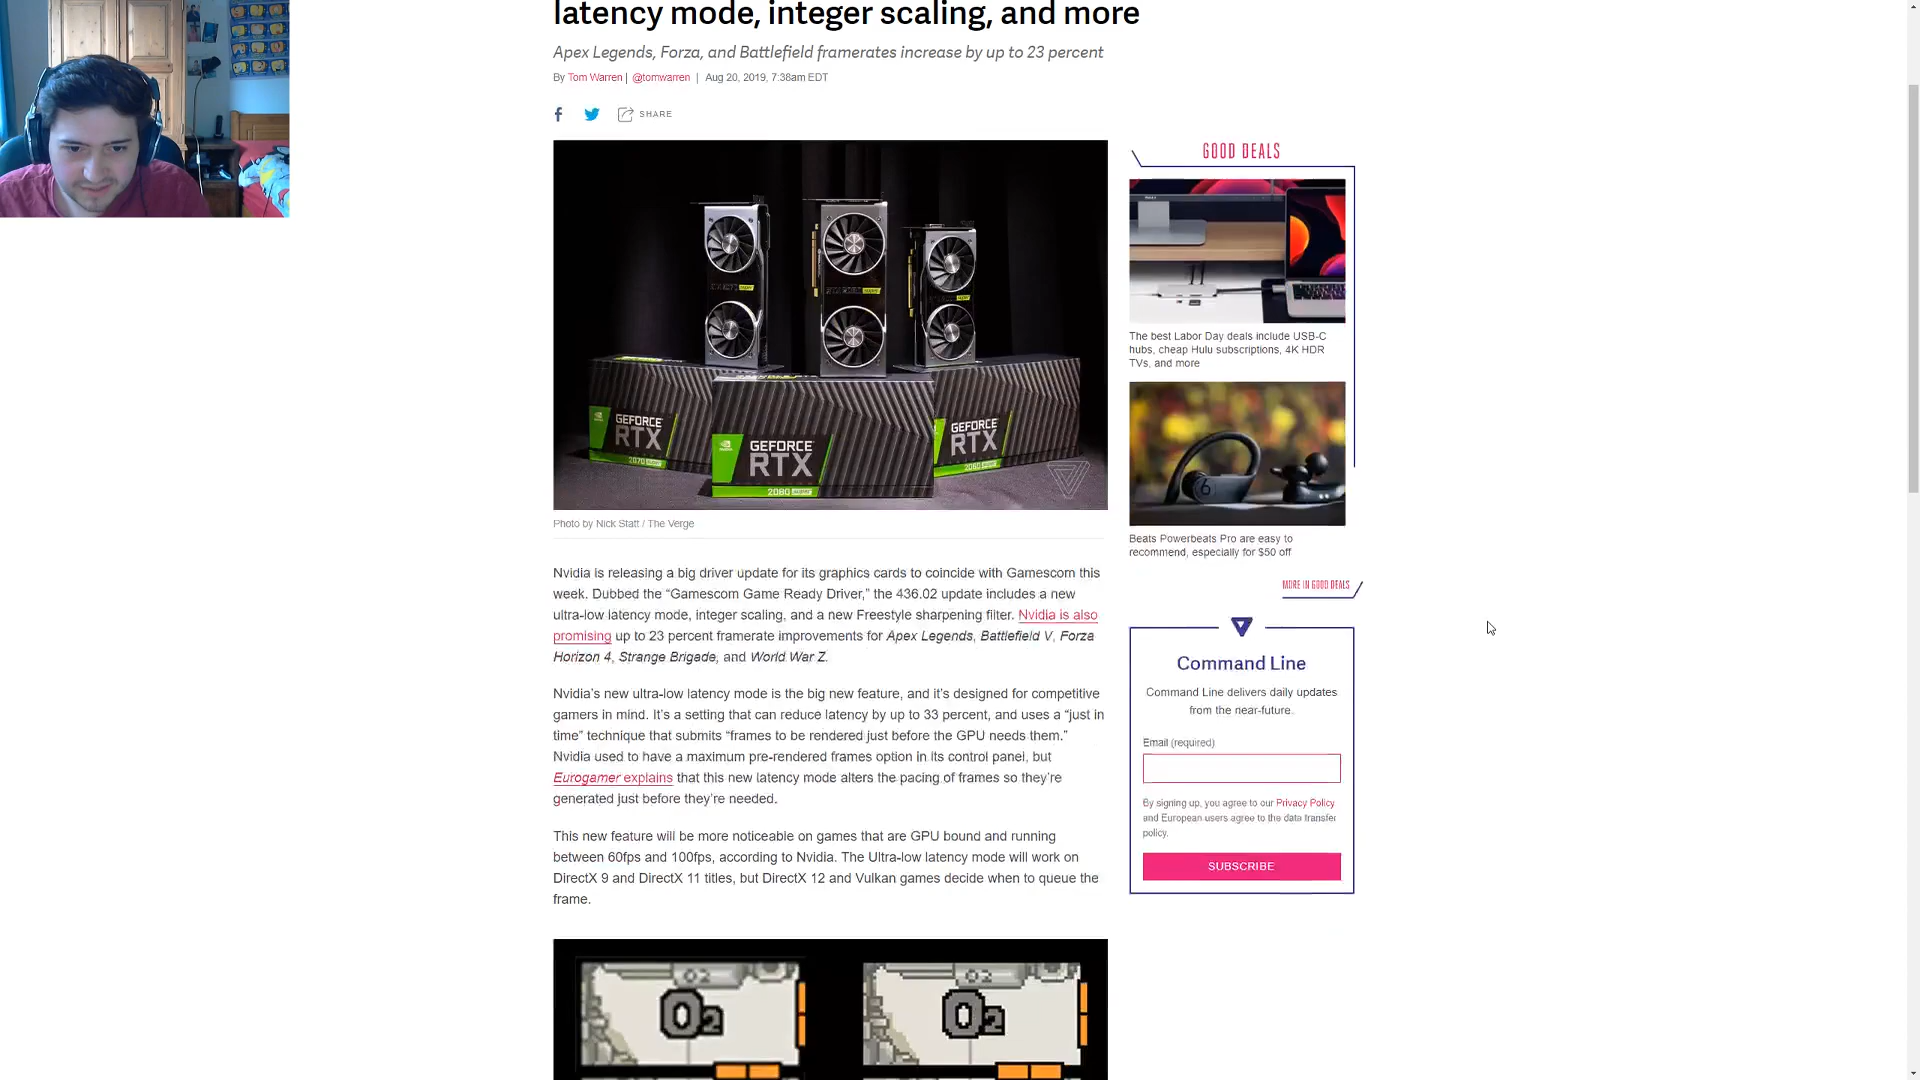 latency mode, integer scaling, and more
Apex Legends, Forza, and Battlefield framerates increase by up to 23 percent
By Tom Warren | @tomwarren | Aug 20, 2019, 7:38am EDT
SHARE
GEFORCE
RTX
2070 SUPER
GEFORCE
RTX
2080 SUPER
GEFORCE
RTX
2060 SUPER
Photo by Nick Statt / The Verge
Nvidia is releasing a big driver update for its graphics cards to coincide with Gamescom this
week. Dubbed the “Gamescom Game Ready Driver,” the 436.02 update includes a new
ultra-low latency mode, integer scaling, and a new Freestyle sharpening filter. Nvidia is also
promising up to 23 percent framerate improvements for Apex Legends, Battlefield V, Forza
Horizon 4, Strange Brigade, and World War Z.
Nvidia’s new ultra-low latency mode is the big new feature, and it’s designed for competitive
gamers in mind. It’s a setting that can reduce latency by up to 33 percent, and uses a “just in
time” technique that submits “frames to be rendered just before the GPU needs them.”
Nvidia used to have a maximum pre-rendered frames option in its control panel, but
Eurogamer explains that this new latency mode alters the pacing of frames so they’re
generated just before they’re needed.
This new feature will be more noticeable on games that are GPU bound and running
between 60fps and 100fps, according to Nvidia. The Ultra-low latency mode will work on
DirectX 9 and DirectX 11 titles, but DirectX 12 and Vulkan games decide when to queue the
frame.
O2
O2
O2
O2
GOOD DEALS
The best Labor Day deals include USB-C
hubs, cheap Hulu subscriptions, 4K HDR
TVs, and more
Beats Powerbeats Pro are easy to
recommend, especially for $50 off
MORE IN GOOD DEALS
Command Line
Command Line delivers daily updates
from the near-future.
Email (required)
By signing up, you agree to our Privacy Policy
and European users agree to the data transfer
policy.
SUBSCRIBE